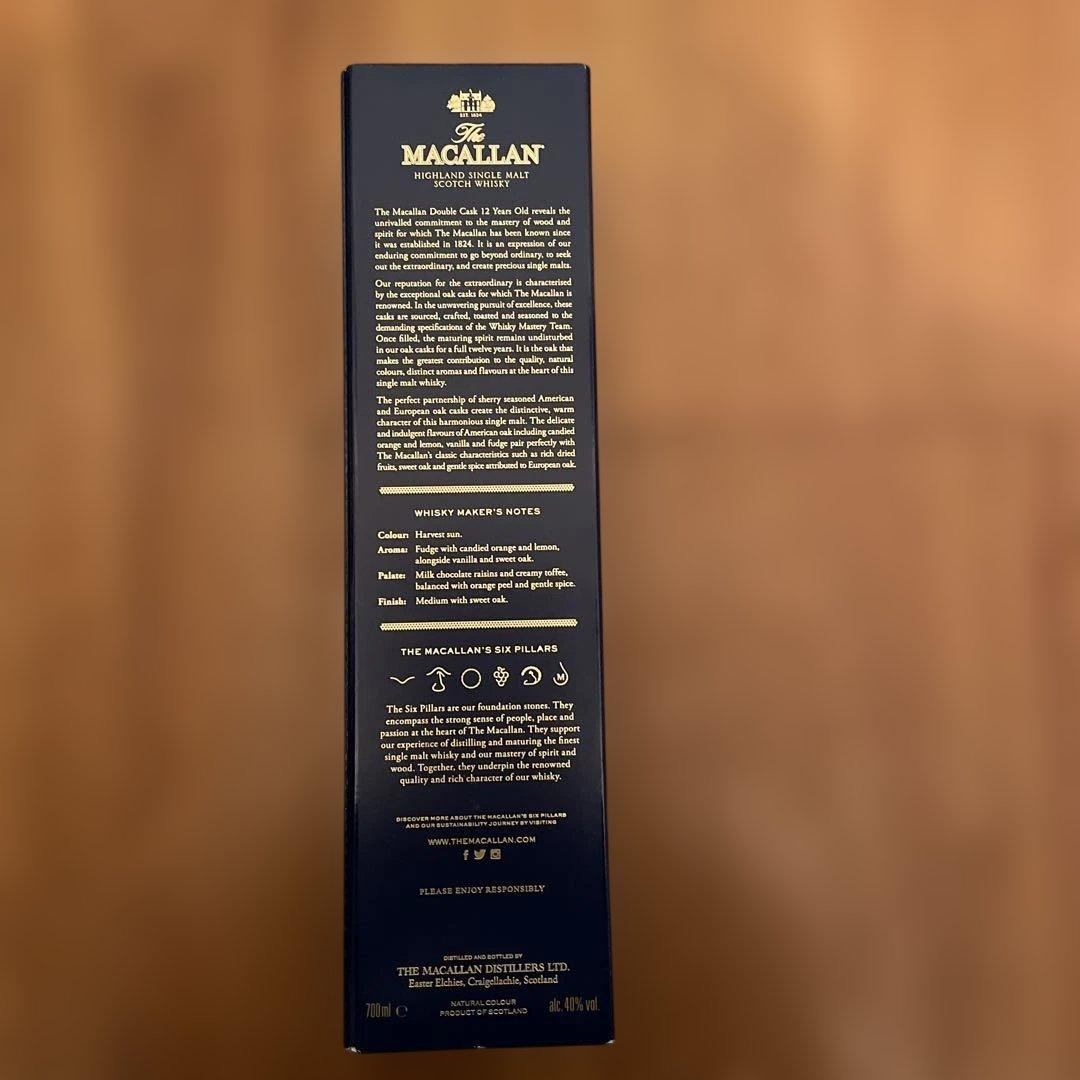 EST. 1824
The
MACALLAN
HIGHLAND SINGLE MALT
SCOTCH WHISKY
The Macallan Double Cask 12 Years Old reveals the
unrivalled commitment to the mastery of wood and
spirit for which The Macallan has been known since
it was established in 1824. It is an expression of our
enduring commitment to go beyond ordinary, to seek
out the extraordinary, and create precious single malts.
Our reputation for the extraordinary is characterised
by the exceptional oak casks for which The Macallan is
renowned. In the unwavering pursuit of excellence, these
casks are sourced, crafted, toasted and seasoned to the
demanding specifications of the Whisky Mastery Team.
Once filled, the maturing spirit remains undisturbed
in our oak casks for a full twelve years. It is the oak that
makes the greatest contribution to the quality, natural
colours, distinct aromas and flavours at the heart of this
single malt whisky.
The perfect partnership of sherry seasoned American
and European oak casks create the distinctive, warm
character of this harmonious single malt. The delicate
and indulgent flavours of American oak including candied
orange and lemon, vanilla and fudge pair perfectly with
The Macallan's classic characteristics such as rich dried
fruits, sweet oak and gentle spice attributed to European oak.
WHISKY MAKER'S NOTES
Colour: Harvest sun.
Aroma: Fudge with candied orange and lemon,
alongside vanilla and sweet oak.
Palate: Milk chocolate raisins and creamy toffee,
balanced with orange peel and gentle spice.
Finish: Medium with sweet oak.
THE MACALLAN'S SIX PILLARS
M
The Six Pillars are our foundation stones. They
encompass the strong sense of people, place and
passion at the heart of The Macallan. They support
our experience of distilling and maturing the finest
single malt whisky and our mastery of spirit and
wood. Together, they underpin the renowned
quality and rich character of our whisky.
DISCOVER MORE ABOUT THE MACALLAN'S SIX PILLARS
AND OUR SUSTAINABILITY JOURNEY BY VISITING
WWW.THEMACALLAN.COM
PLEASE ENJOY RESPONSIBLY
DISTILLED AND BOTTLED BY
THE MACALLAN DISTILLERS LTD.
Easter Elchies, Craigellachie, Scotland
700ml ℮ NATURAL COLOUR alc. 40% vol.
PRODUCT OF SCOTLAND